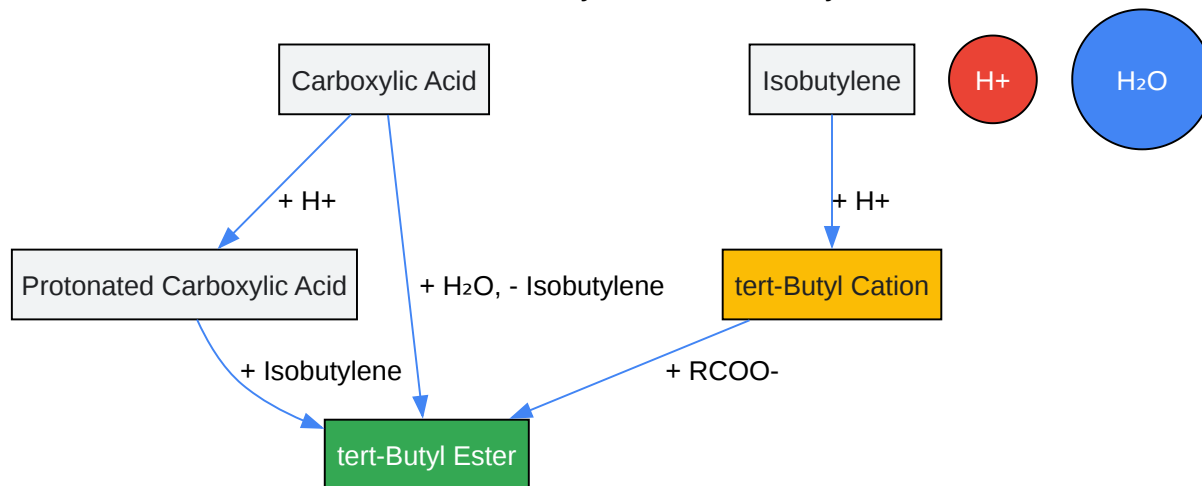 Carboxylic Acid
Isobutylene
H+
H₂O
+ H+
+ H+
Protonated Carboxylic Acid
+ H₂O, - Isobutylene
tert-Butyl Cation
+ Isobutylene
+ RCOO-
tert-Butyl Ester